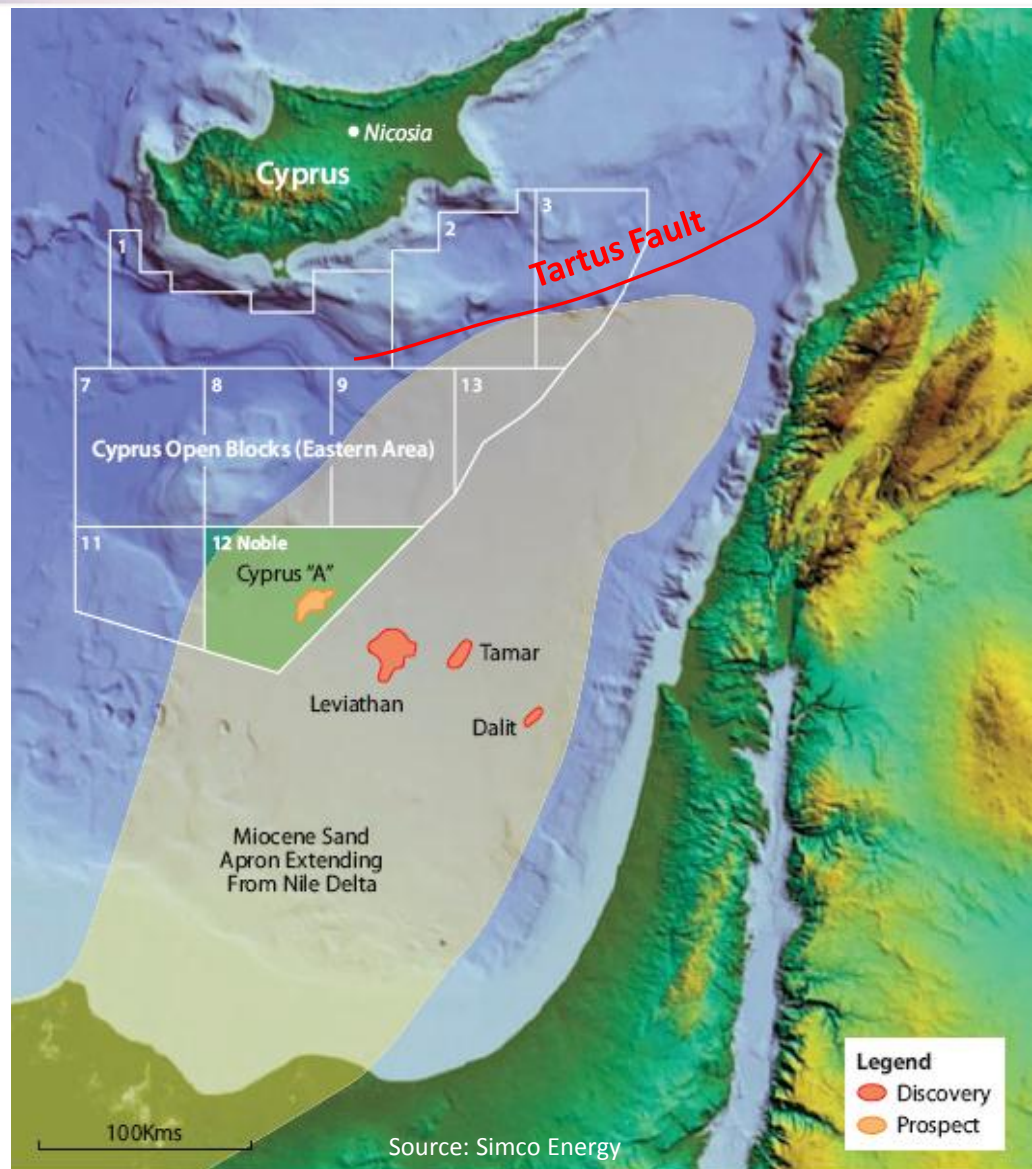 Nicosia
Cyprus
3
2
1
Tartus Fault
7
8
9
13
Cyprus Open Blocks (Eastern Area)
11
12 Noble
Cyprus "A"
Tamar
Leviathan
Dalit
Miocene Sand
Apron Extending
From Nile Delta
Legend
Discovery
Prospect
100Kms
Source: Simco Energy